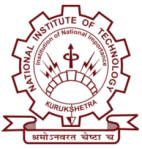 NATIONAL INSTITUTE OF TECHNOLOGY
Institution of National Importance
KURUKSHETRA
श्रमोऽनवरत चेष्टा च